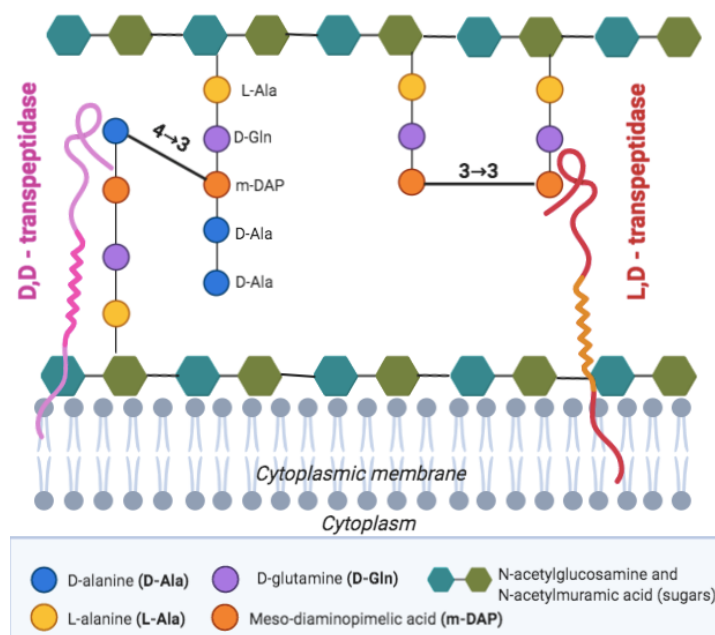 L-Ala
D-Gln
m-DAP
D-Ala
D-Ala
4→3
3→3
D,D - transpeptidase
L,D - transpeptidase
Cytoplasmic membrane
Cytoplasm
D-alanine (D-Ala)
D-glutamine (D-Gln)
N-acetylglucosamine and
N-acetylmuramic acid (sugars)
L-alanine (L-Ala)
Meso-diaminopimelic acid (m-DAP)